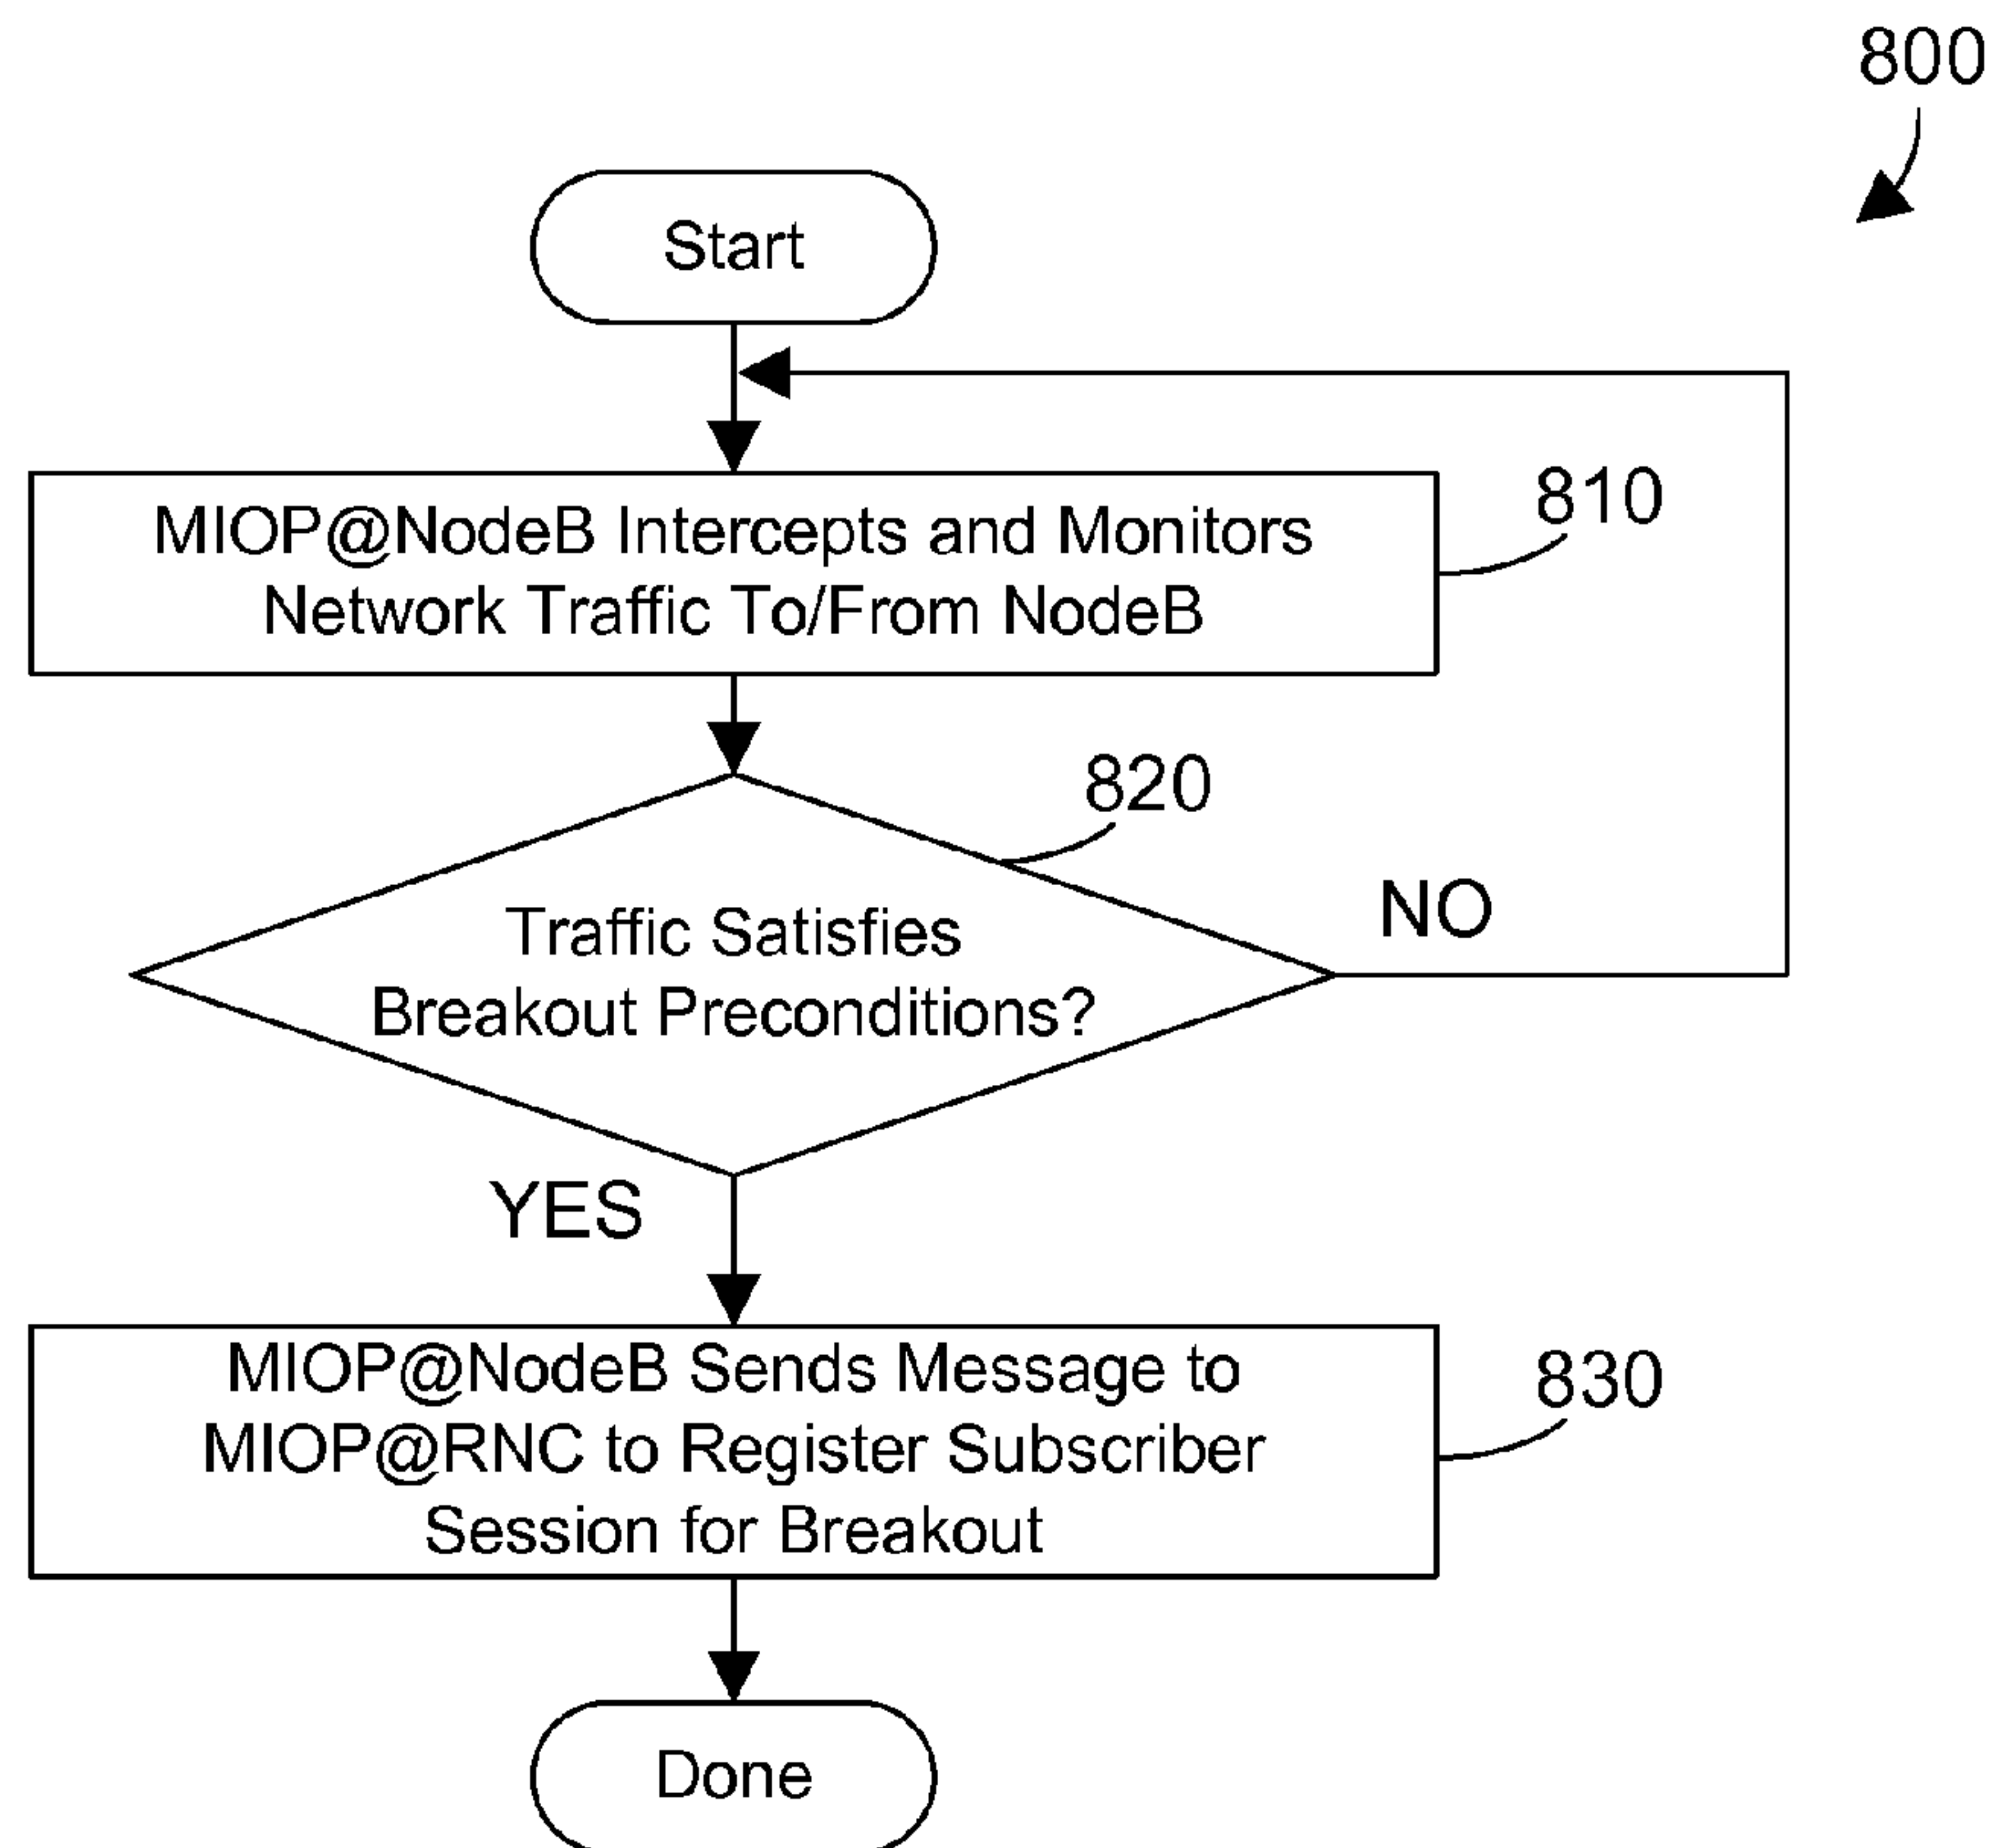 800
Start
MIOP@NodeB Intercepts and Monitors
Network Traffic To/From NodeB
810
820
Traffic Satisfies
Breakout Preconditions?
NO
YES
MIOP@NodeB Sends Message to
MIOP@RNC to Register Subscriber
Session for Breakout
830
Done